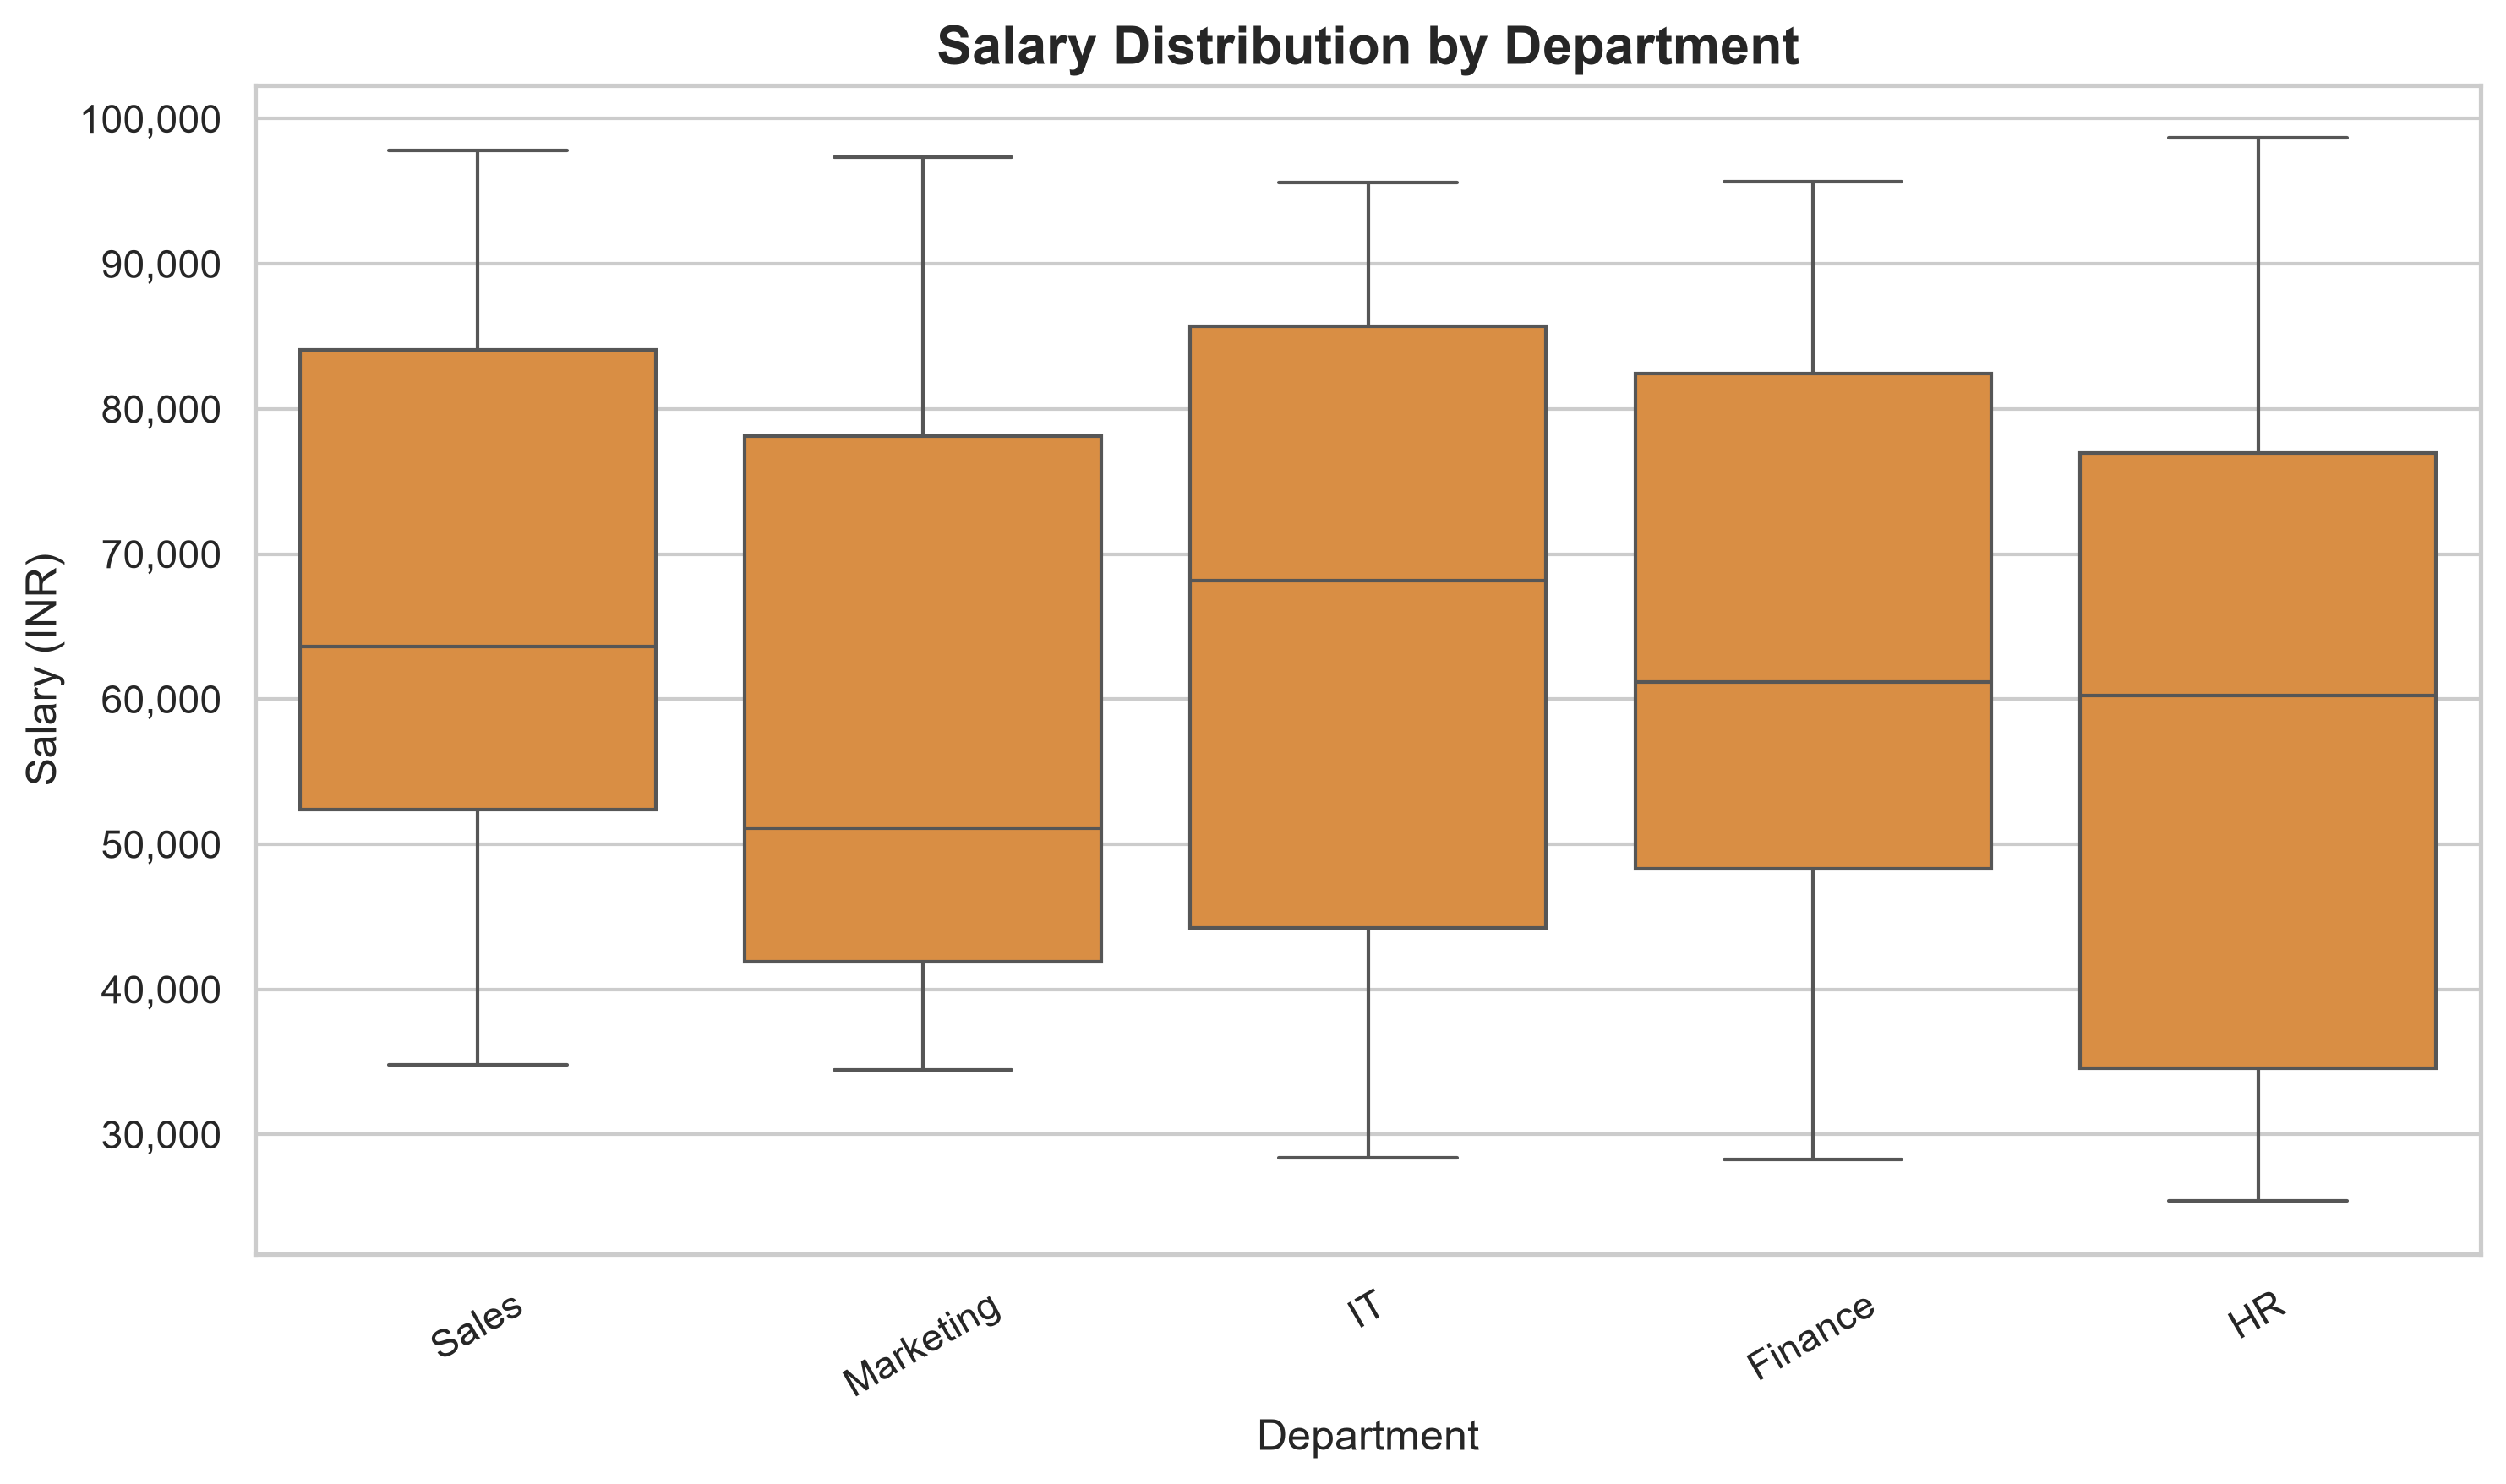 Salary Distribution by Department
100,000
90,000
80,000
70,000
60,000
50,000
40,000
30,000
Salary (INR)
Sales
Marketing
IT
Finance
HR
Department